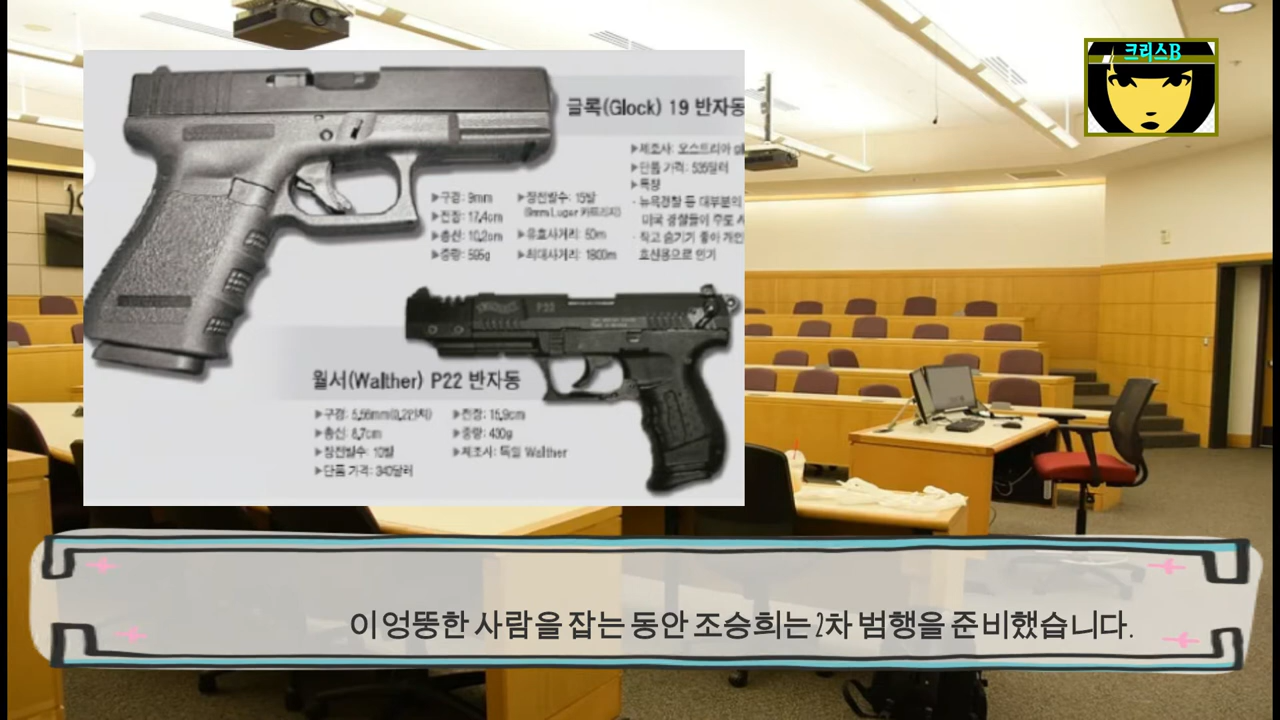 크리스B
글록(Glock) 19 반자동
▶제조사: 오스트리아
▶단품 가격: 535달러
▶특징
· 뉴욕경찰 등 대부분의
미국 경찰들이 주로
· 작고 숨기기 좋아 개인
호신용으로 인기
▶구경: 9mm ▶장전발수: 15발
(9mm Luger 카트리지)
▶전장: 17.4cm
▶총신: 10.2cm ▶유효사거리: 50m
▶중량: 595g ▶최대사거리: 1800m
P22
월서(Walther) P22 반자동
▶구경: 5.56mm(0.22인치) ▶전장: 15.9cm
▶총신: 8.7cm ▶중량: 430g
▶장전발수: 10발 ▶제조사: 독일 Walther
▶단품 가격: 340달러
이 엉뚱한 사람을 잡는 동안 조승희는 2차 범행을 준비했습니다.